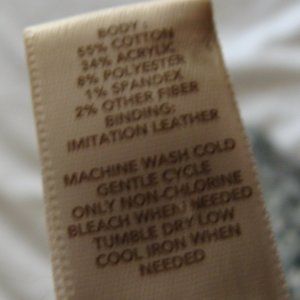 BODY:
55% COTTON
34% ACRYLIC
8% POLYESTER
1% SPANDEX
2% OTHER FIBER
BINDING:
IMITATION LEATHER
MACHINE WASH COLD
GENTLE CYCLE
ONLY NON-CHLORINE
BLEACH WHEN NEEDED
TUMBLE DRY LOW
COOL IRON WHEN
NEEDED